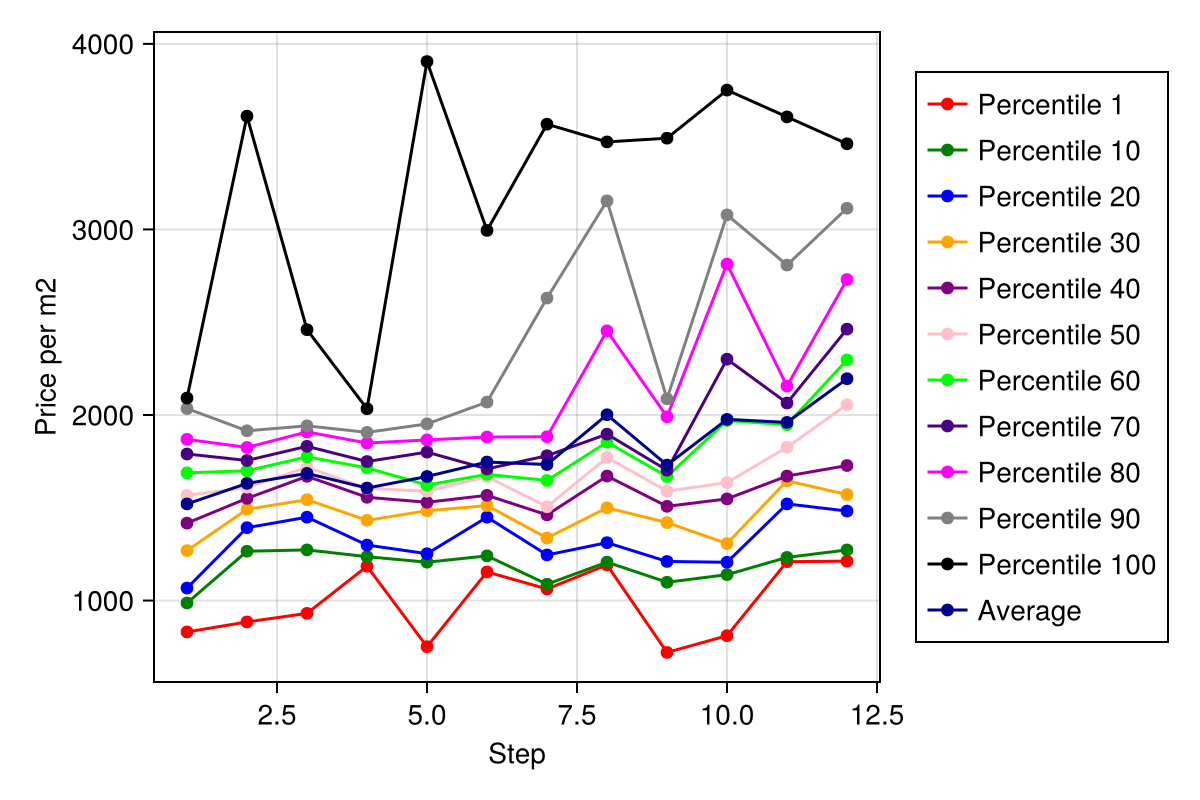 4000
3000
2000
1000
Price per m2
2.5 5.0 7.5 10.0 12.5
Step
Percentile 1
Percentile 10
Percentile 20
Percentile 30
Percentile 40
Percentile 50
Percentile 60
Percentile 70
Percentile 80
Percentile 90
Percentile 100
Average